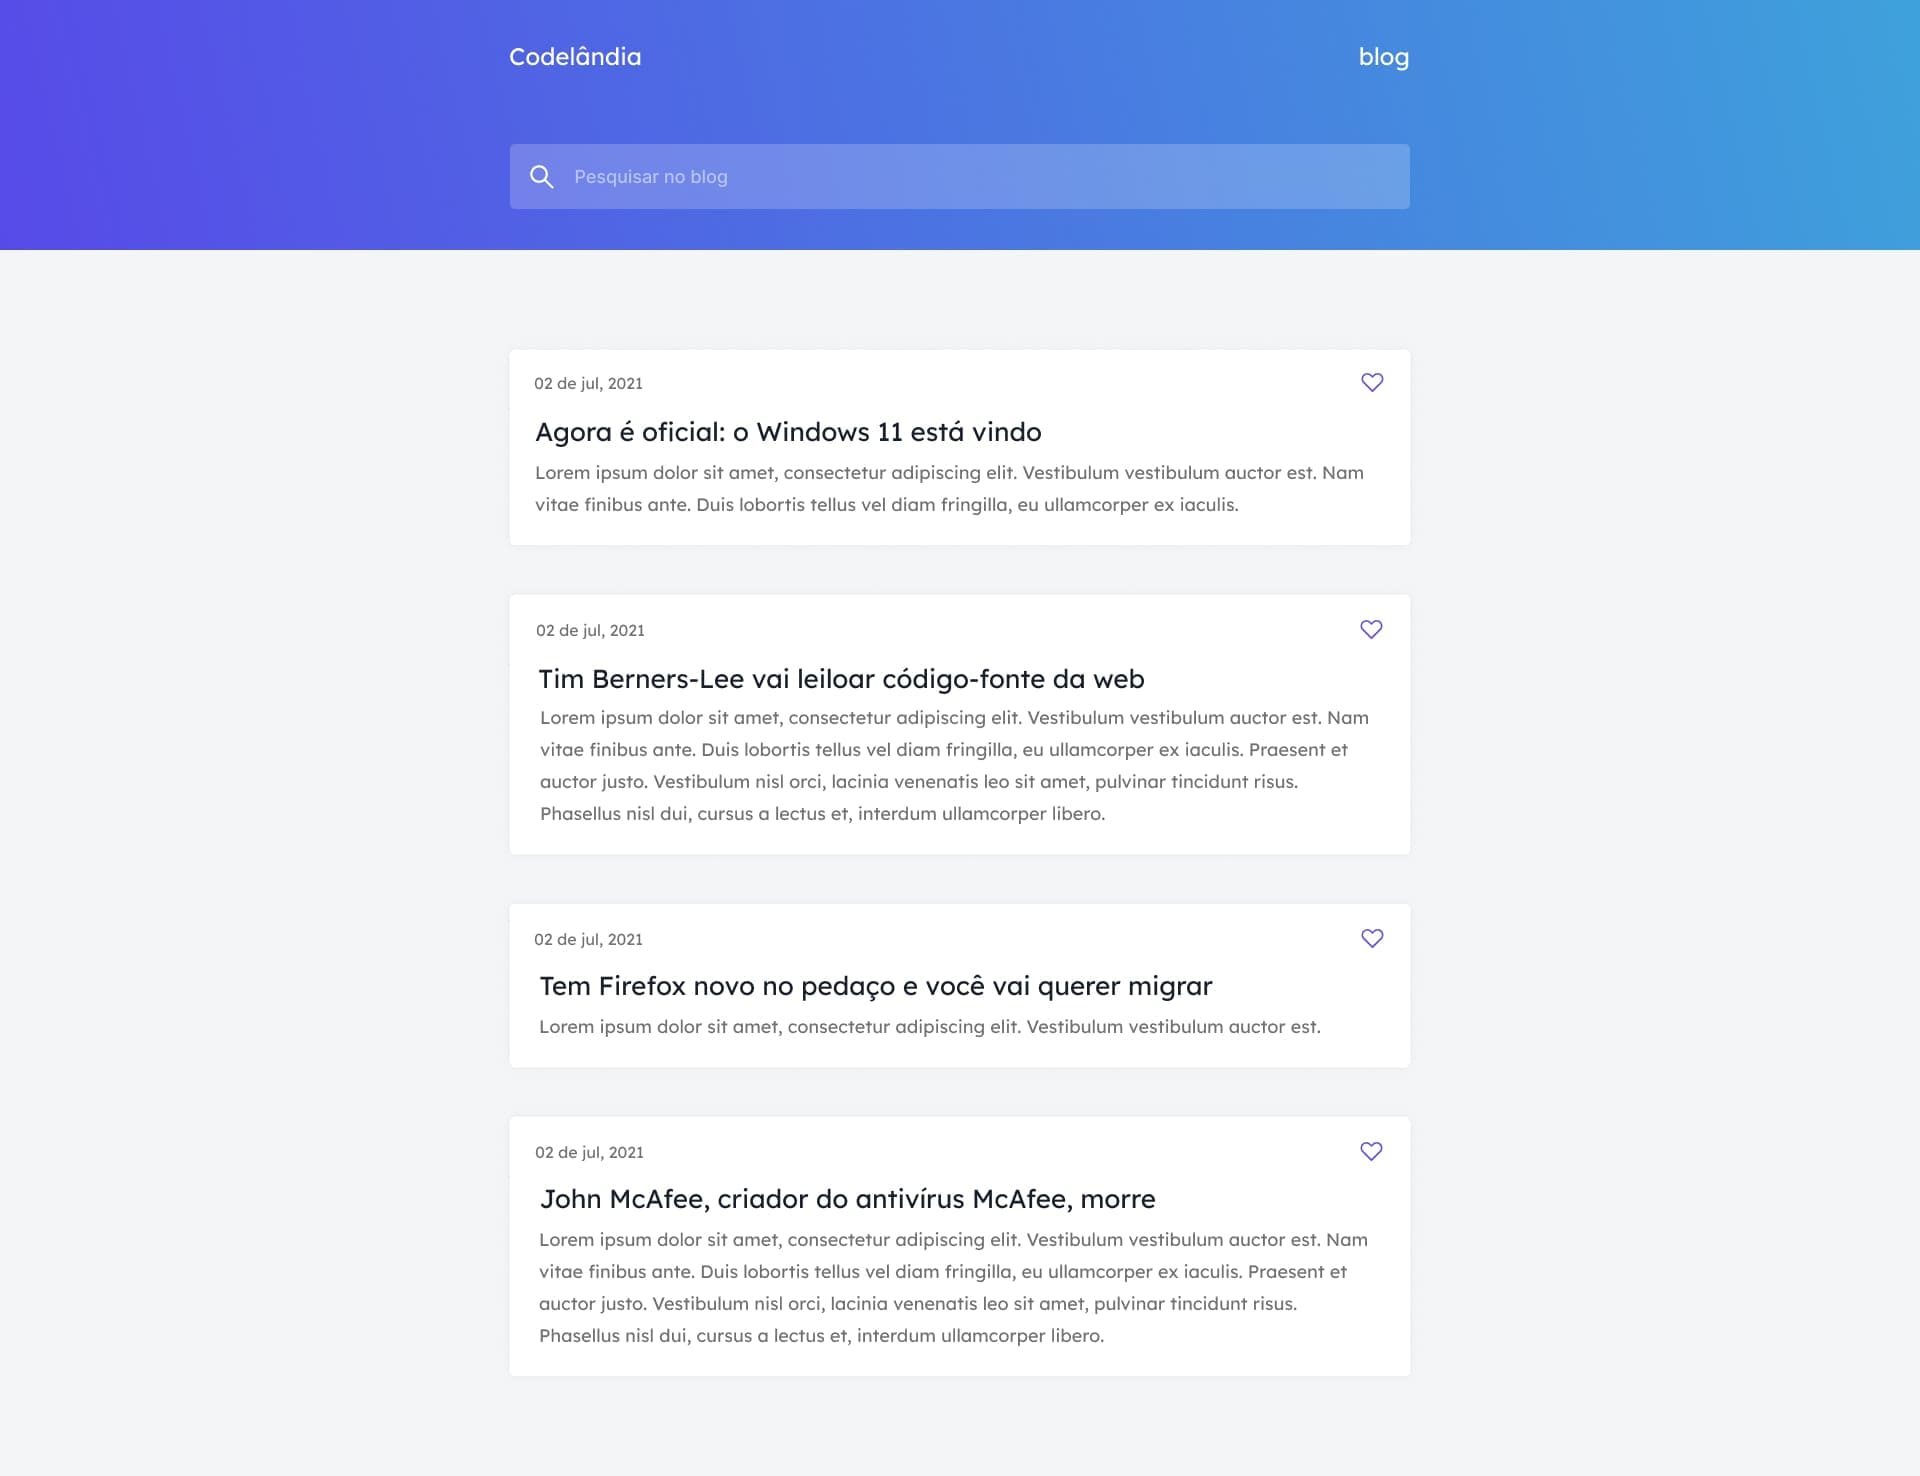 Codelândia
blog
Pesquisar no blog
02 de jul, 2021
Agora é oficial: o Windows 11 está vindo
Lorem ipsum dolor sit amet, consectetur adipiscing elit. Vestibulum vestibulum auctor est. Nam
vitae finibus ante. Duis lobortis tellus vel diam fringilla, eu ullamcorper ex iaculis.
02 de jul, 2021
Tim Berners-Lee vai leiloar código-fonte da web
Lorem ipsum dolor sit amet, consectetur adipiscing elit. Vestibulum vestibulum auctor est. Nam
vitae finibus ante. Duis lobortis tellus vel diam fringilla, eu ullamcorper ex iaculis. Praesent et
auctor justo. Vestibulum nisl orci, lacinia venenatis leo sit amet, pulvinar tincidunt risus.
Phasellus nisl dui, cursus a lectus et, interdum ullamcorper libero.
02 de jul, 2021
Tem Firefox novo no pedaço e você vai querer migrar
Lorem ipsum dolor sit amet, consectetur adipiscing elit. Vestibulum vestibulum auctor est.
02 de jul, 2021
John McAfee, criador do antivírus McAfee, morre
Lorem ipsum dolor sit amet, consectetur adipiscing elit. Vestibulum vestibulum auctor est. Nam
vitae finibus ante. Duis lobortis tellus vel diam fringilla, eu ullamcorper ex iaculis. Praesent et
auctor justo. Vestibulum nisl orci, lacinia venenatis leo sit amet, pulvinar tincidunt risus.
Phasellus nisl dui, cursus a lectus et, interdum ullamcorper libero.